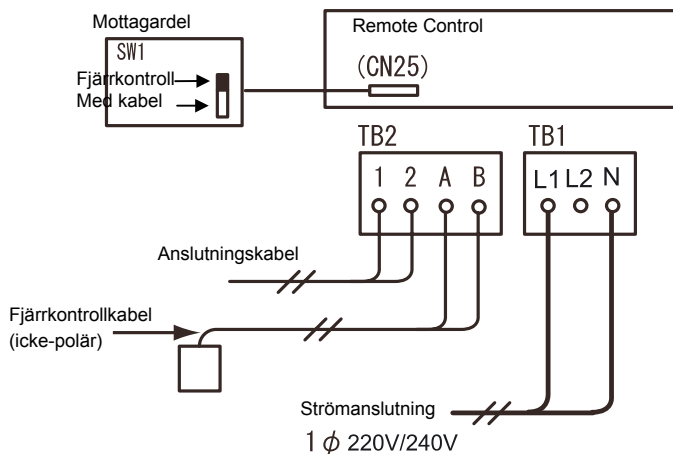 Mottagardel
SW1
Fjärrkontroll
Med kabel
Remote Control
(CN25)
TB2
1 2 A B
TB1
L1 L2 N
Anslutningskabel
Fjärrkontrollkabel
(icke-polär)
Strömanslutning
1 ϕ 220V/240V